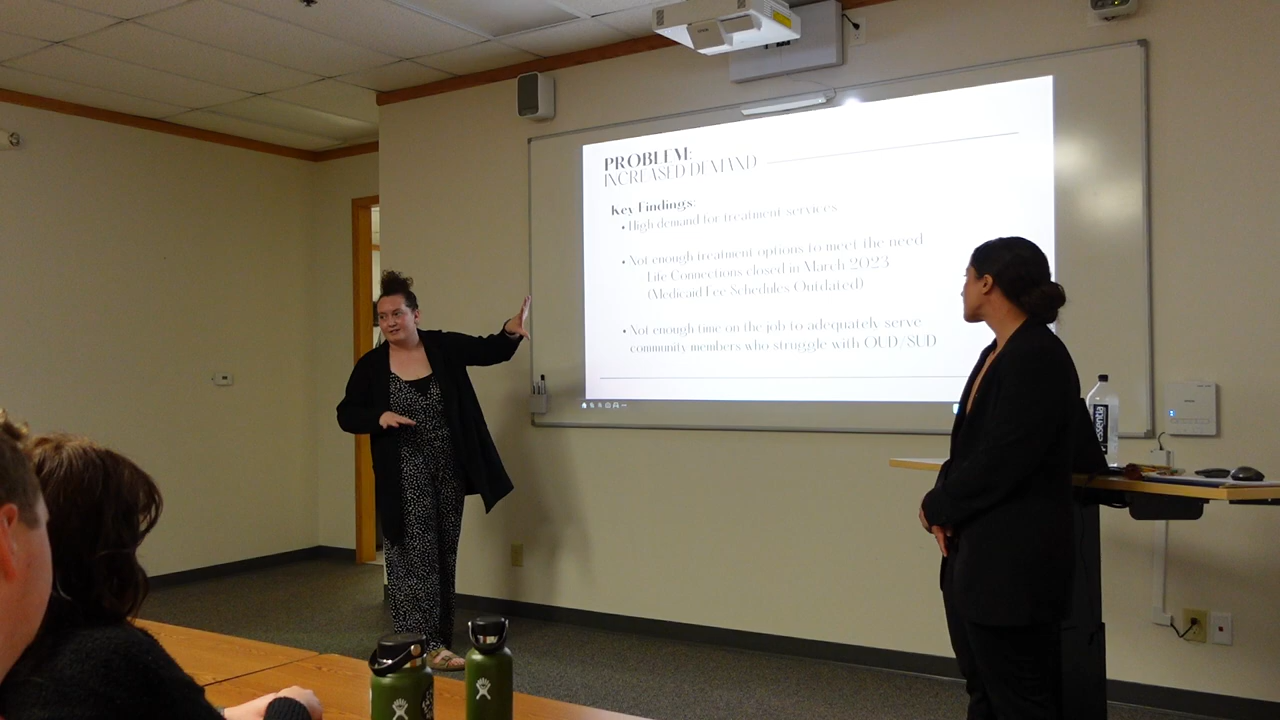 PROBLEM:
INCREASED DEMAND
Key Findings:
• High demand for treatment services
• Not enough treatment options to meet the need
Life Connections closed in March 2023
(Medicaid Fee Schedules Outdated)
• Not enough time on the job to adequately serve
community members who struggle with OUD/SUD
essentia